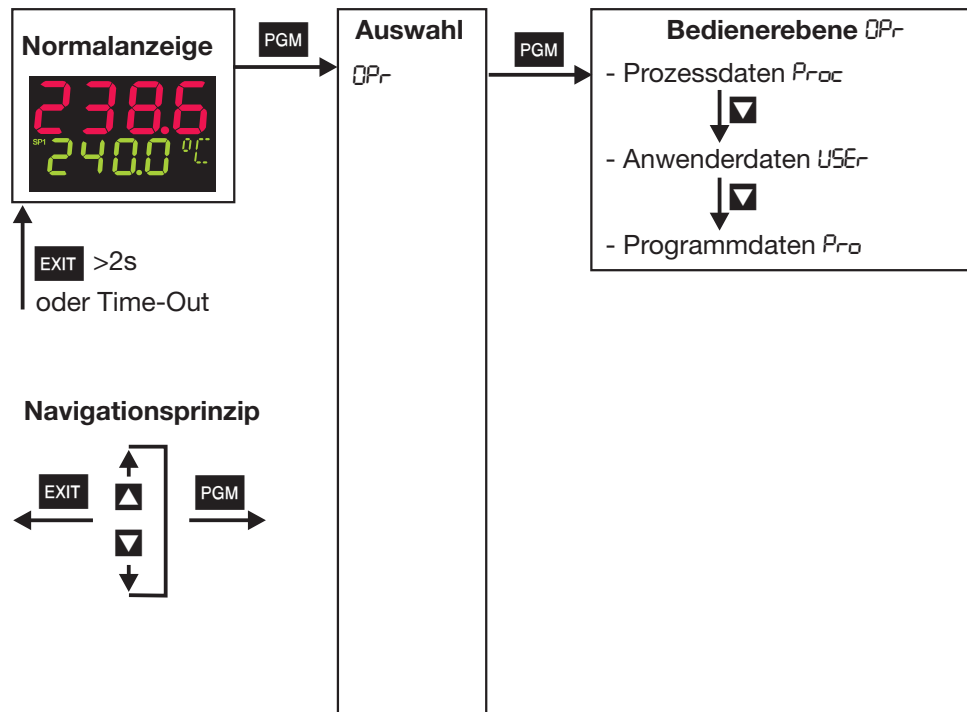 Normalanzeige
238.6
SP1 240.0 °C
PGM
Auswahl
OPr
PGM
Bedienerebene OPr
- Prozessdaten Proc
- Anwenderdaten USEr
- Programmdaten Pro
EXIT >2s
oder Time-Out
Navigationsprinzip
EXIT
PGM